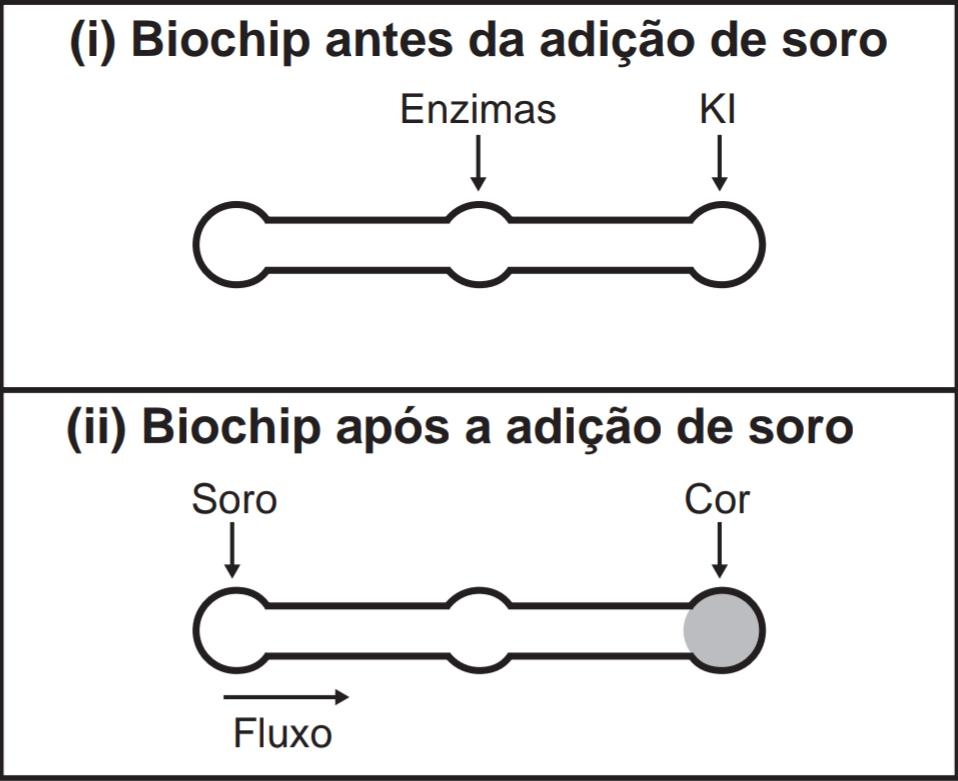 (i) Biochip antes da adição de soro
Enzimas KI
(ii) Biochip após a adição de soro
Soro Cor
Fluxo